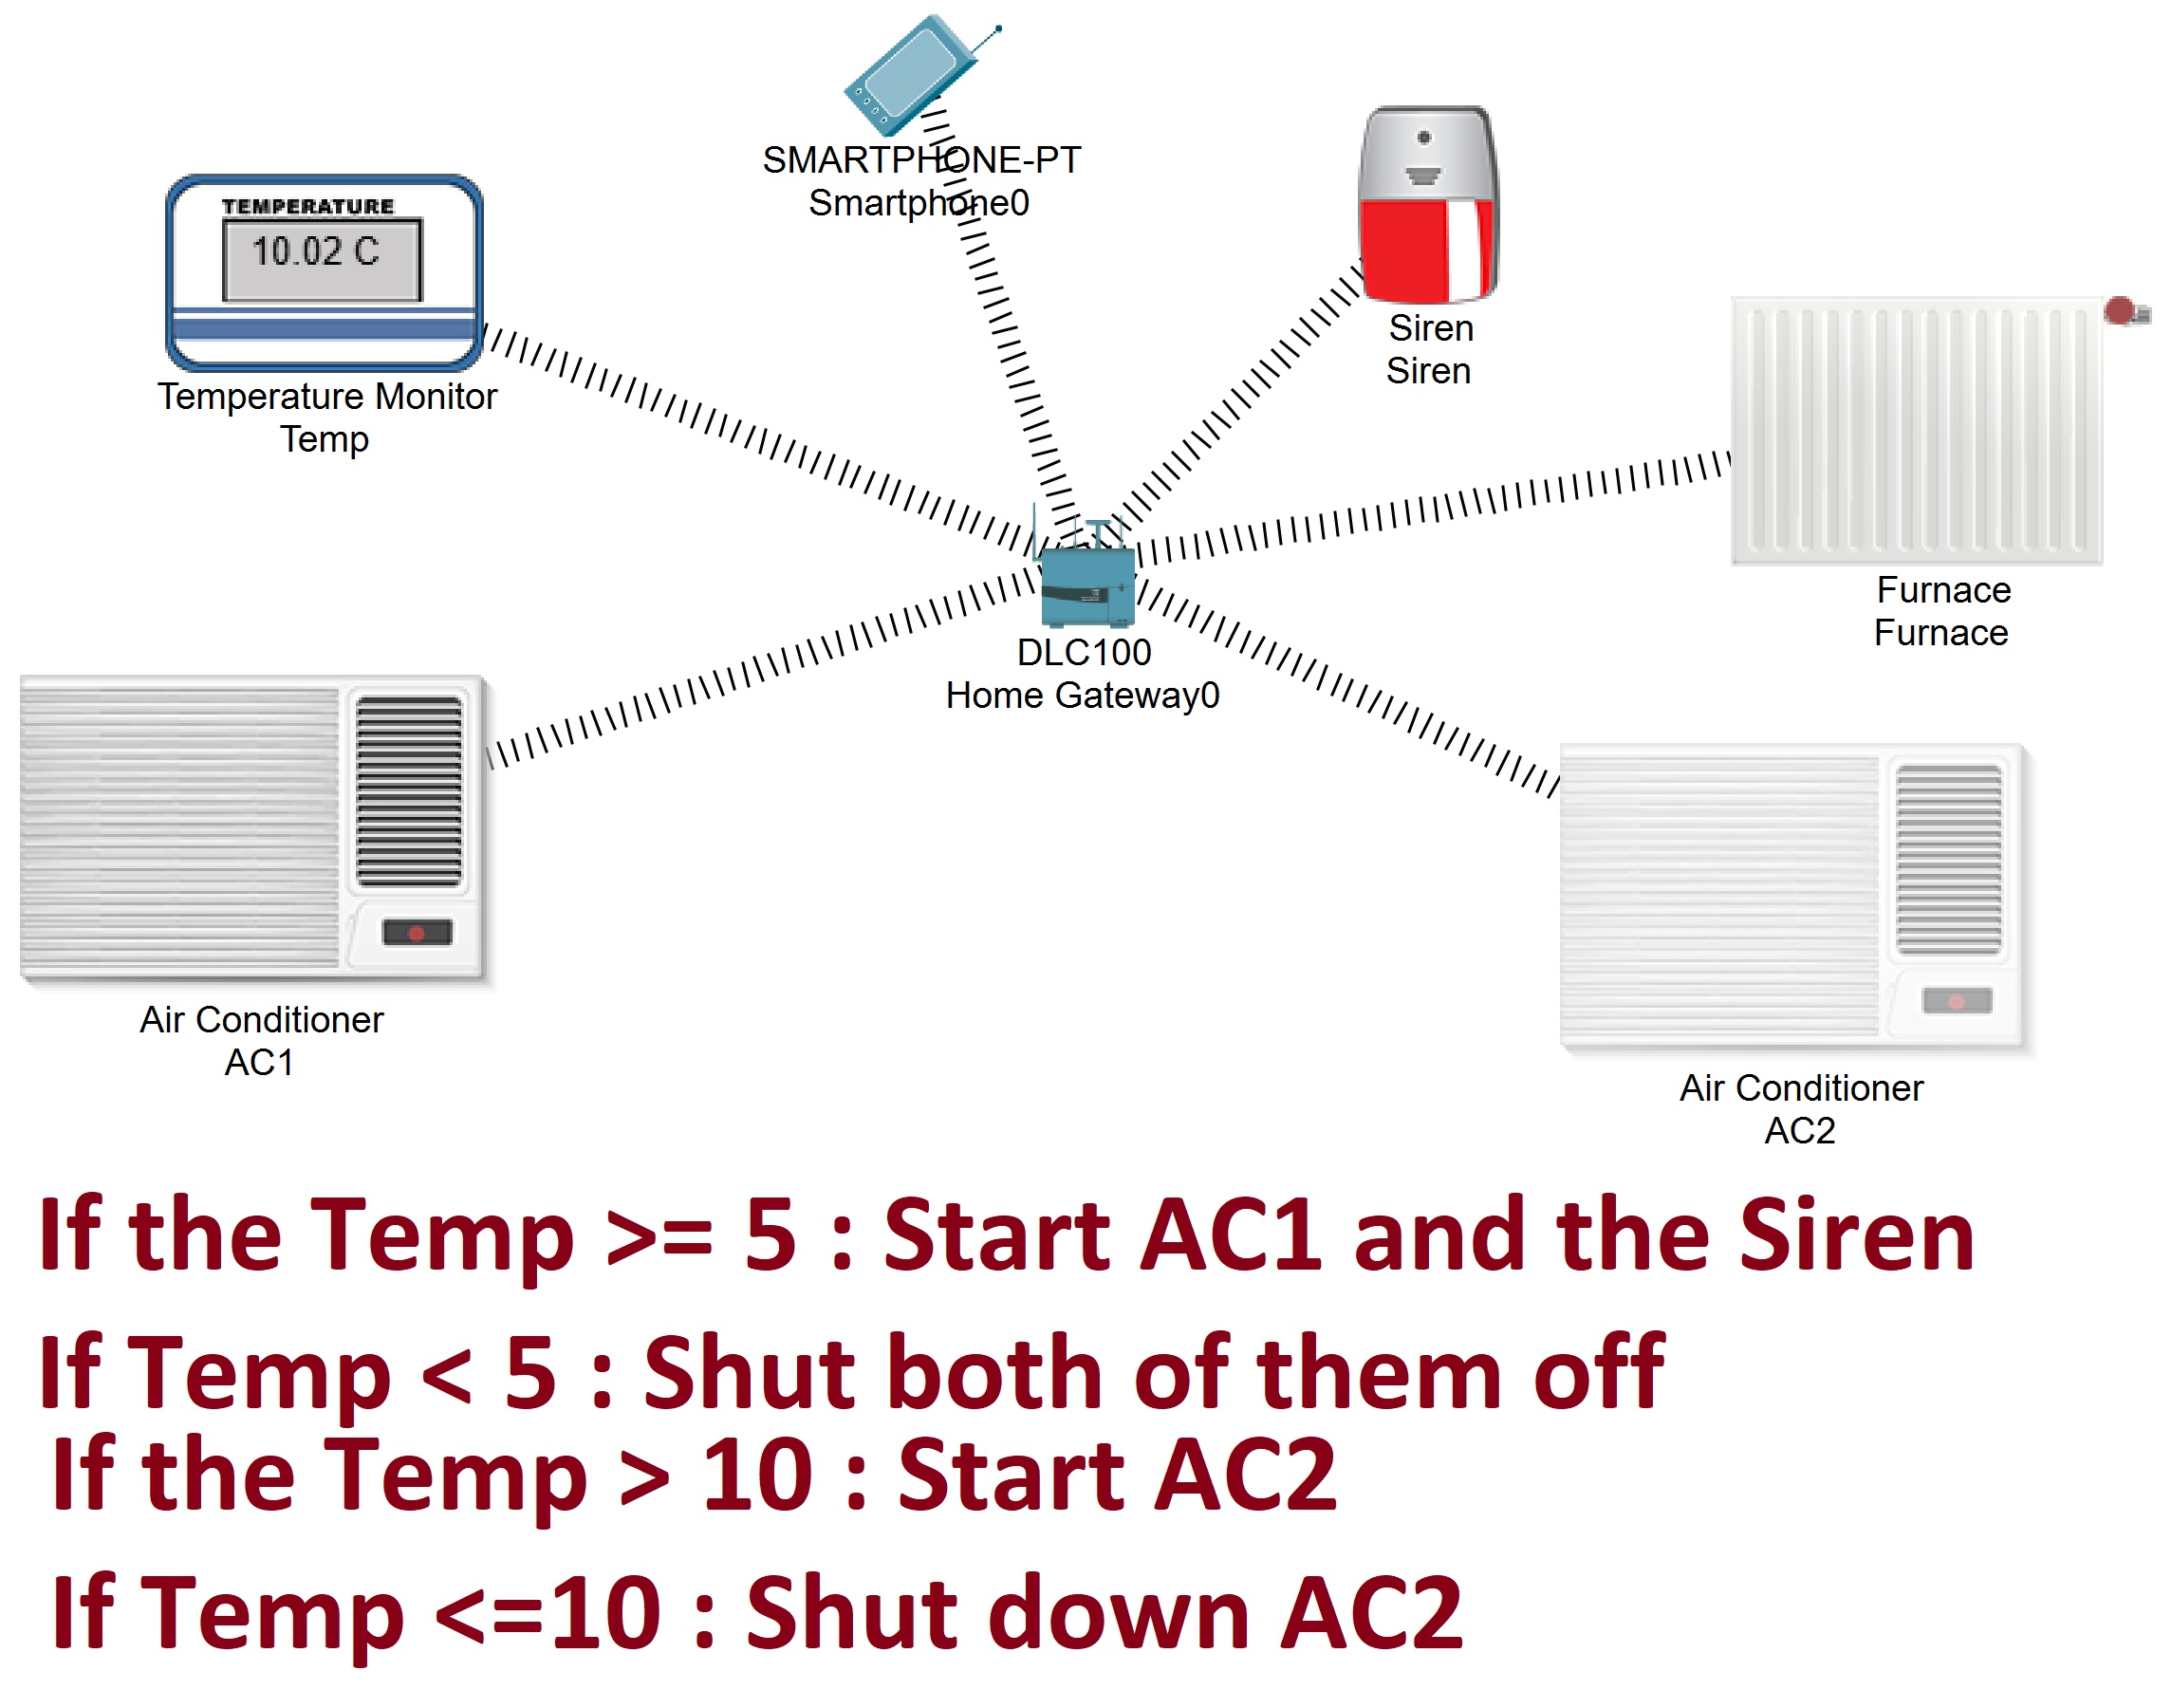 SMARTPHONE-PT
Smartphone0
TEMPERATURE
10.02 C
Temperature Monitor
Temp
Siren
Siren
Furnace
Furnace
DLC100
Home Gateway0
Air Conditioner
AC1
Air Conditioner
AC2
If the Temp >= 5 : Start AC1 and the Siren
If Temp < 5 : Shut both of them off
If the Temp > 10 : Start AC2
If Temp <=10 : Shut down AC2